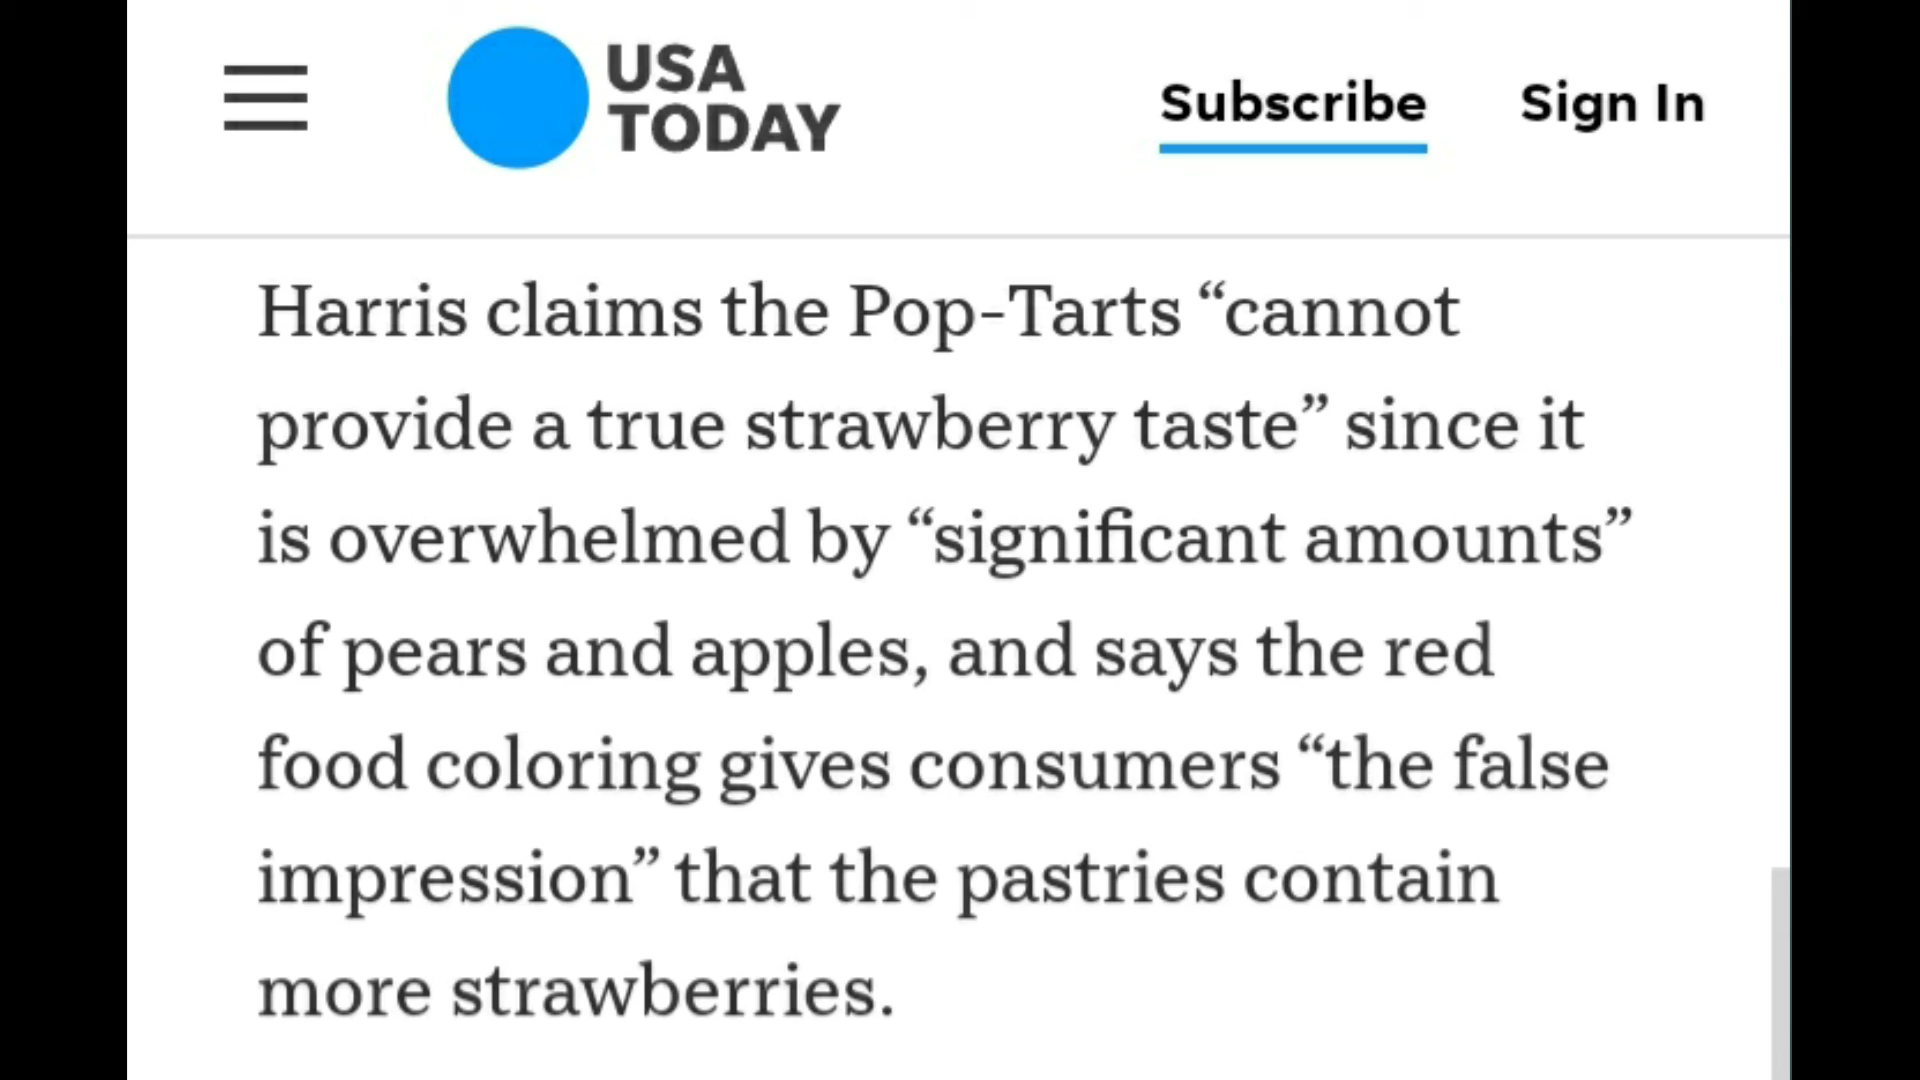 USA
TODAY
Subscribe
Sign In
Harris claims the Pop-Tarts “cannot
provide a true strawberry taste” since it
is overwhelmed by “significant amounts”
of pears and apples, and says the red
food coloring gives consumers “the false
impression” that the pastries contain
more strawberries.